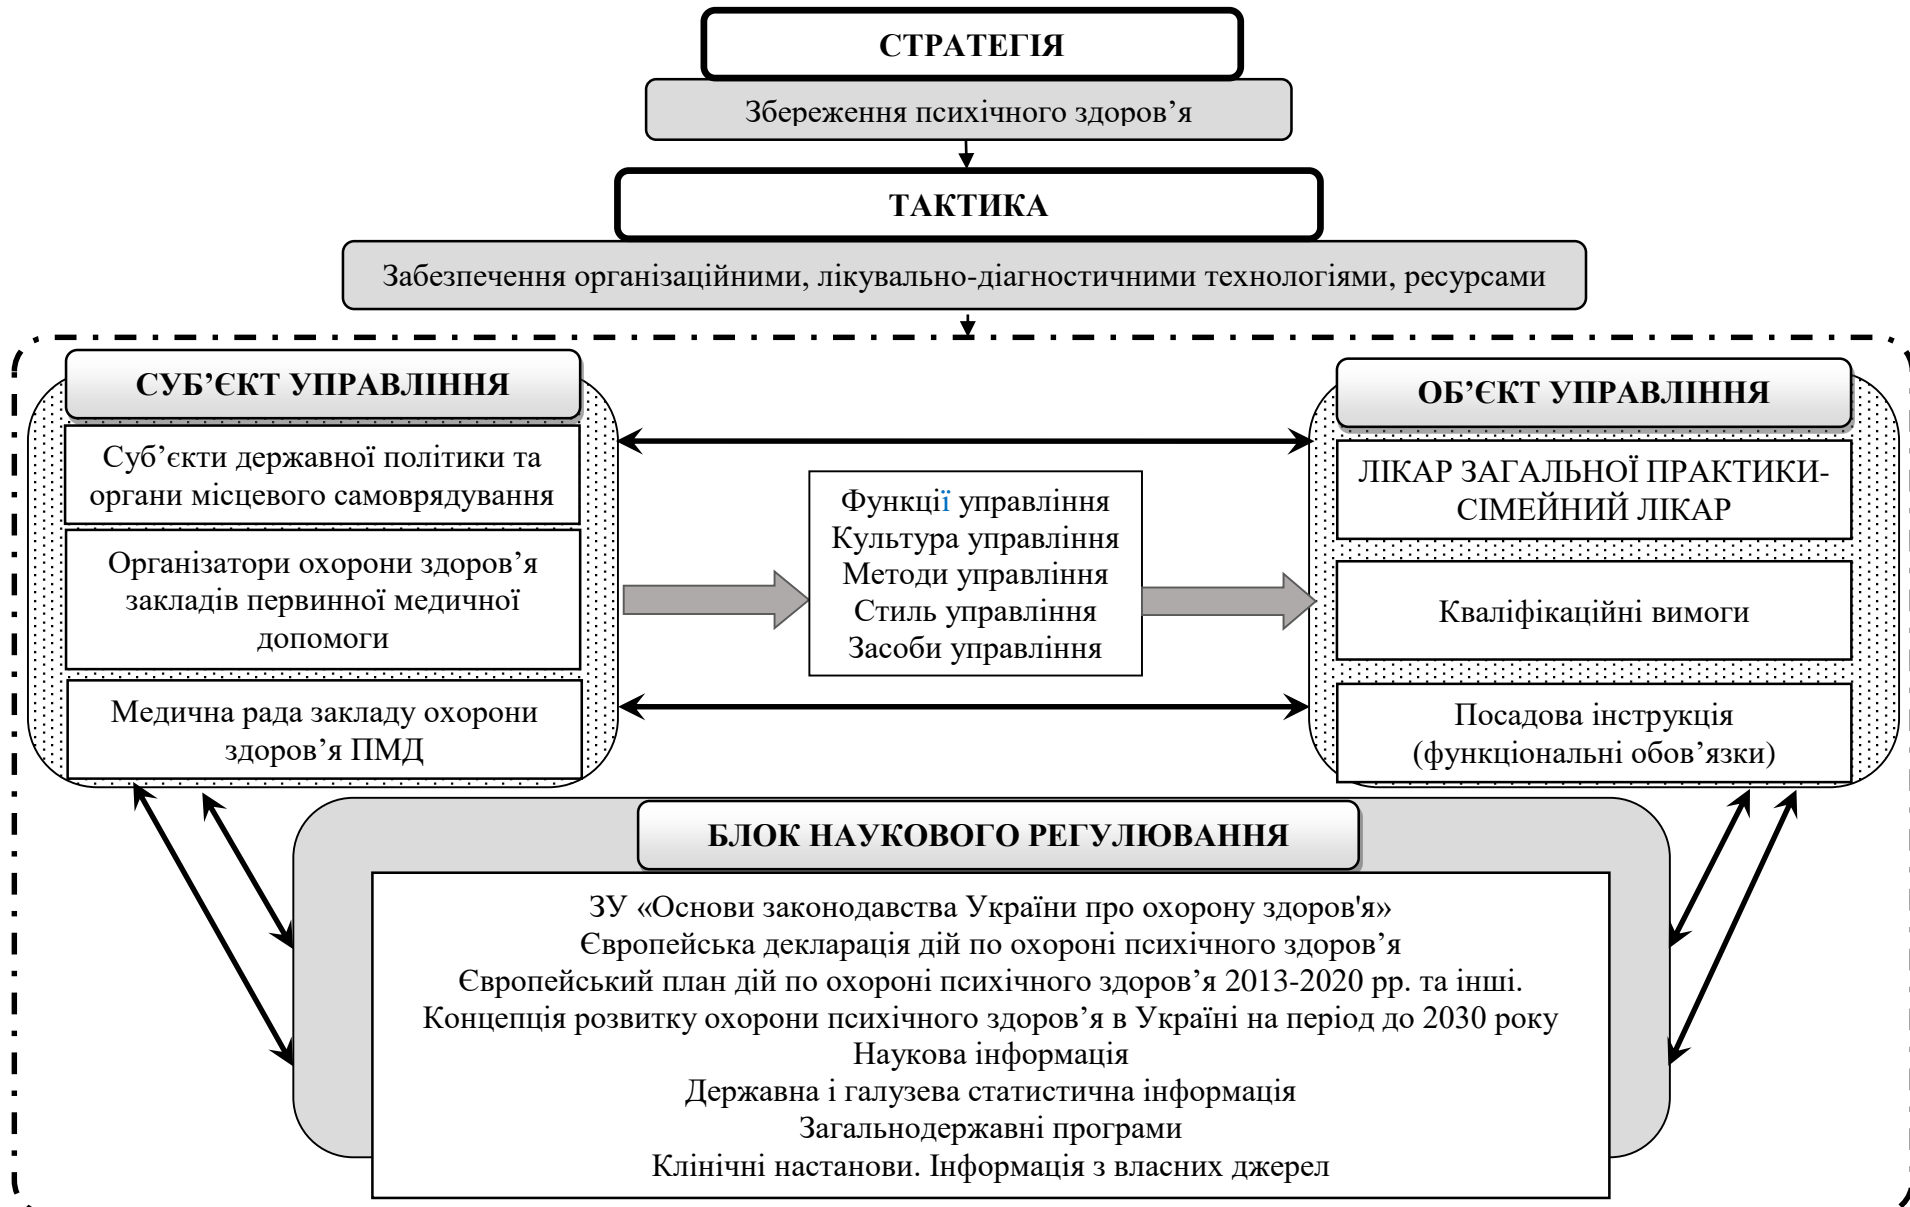 СТРАТЕГІЯ
Збереження психічного здоров’я
ТАКТИКА
Забезпечення організаційними, лікувально-діагностичними технологіями, ресурсами
СУБ’ЄКТ УПРАВЛІННЯ
Суб’єкти державної політики та
органи місцевого самоврядування
Організатори охорони здоров’я
закладів первинної медичної
допомоги
Медична рада закладу охорони
здоров’я ПМД
Функції управління
Культура управління
Методи управління
Стиль управління
Засоби управління
ОБ’ЄКТ УПРАВЛІННЯ
ЛІКАР ЗАГАЛЬНОЇ ПРАКТИКИ-
СІМЕЙНИЙ ЛІКАР
Кваліфікаційні вимоги
Посадова інструкція
(функціональні обов’язки)
БЛОК НАУКОВОГО РЕГУЛЮВАННЯ
ЗУ «Основи законодавства України про охорону здоров'я»
Європейська декларація дій по охороні психічного здоров’я
Європейський план дій по охороні психічного здоров’я 2013-2020 рр. та інші.
Концепція розвитку охорони психічного здоров’я в Україні на період до 2030 року
Наукова інформація
Державна і галузева статистична інформація
Загальнодержавні програми
Клінічні настанови. Інформація з власних джерел